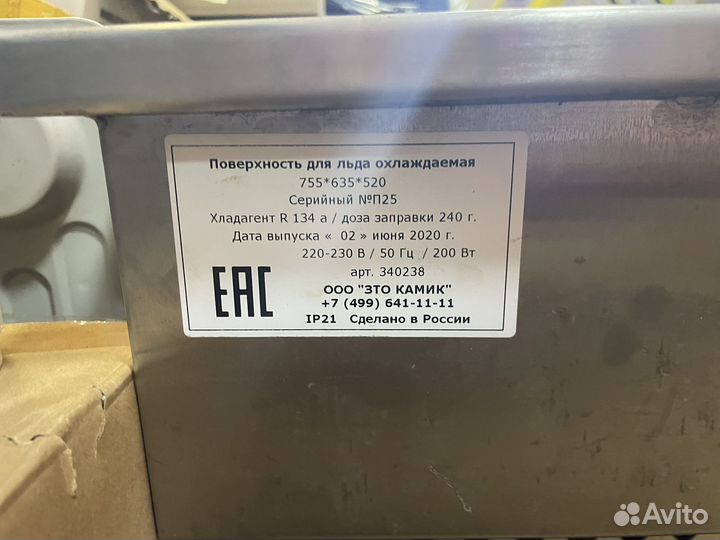 Поверхность для льда охлаждаемая
755*635*520
Серийный №П25
Хладагент R 134 a / доза заправки 240 г.
Дата выпуска « 02 » июня 2020 г.
220-230 В / 50 Гц / 200 Вт
арт. 340238
EAC
ООО "ЗТО КАМИК"
+7 (499) 641-11-11
IP21 Сделано в России
Avito